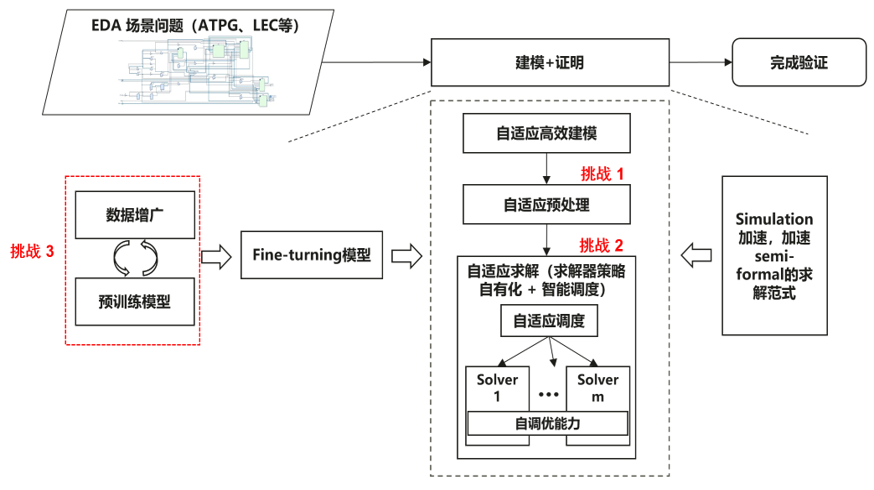 EDA 场景问题（ATPG、LEC等）
建模+证明
完成验证
自适应高效建模
挑战 1
自适应预处理
挑战 2
自适应求解（求解器策略
自有化 + 智能调度）
自适应调度
Solver
1
•••
Solver
m
自调优能力
挑战 3
数据增广
预训练模型
Fine-turning模型
Simulation
加速，加速
semi-
formal的求
解范式